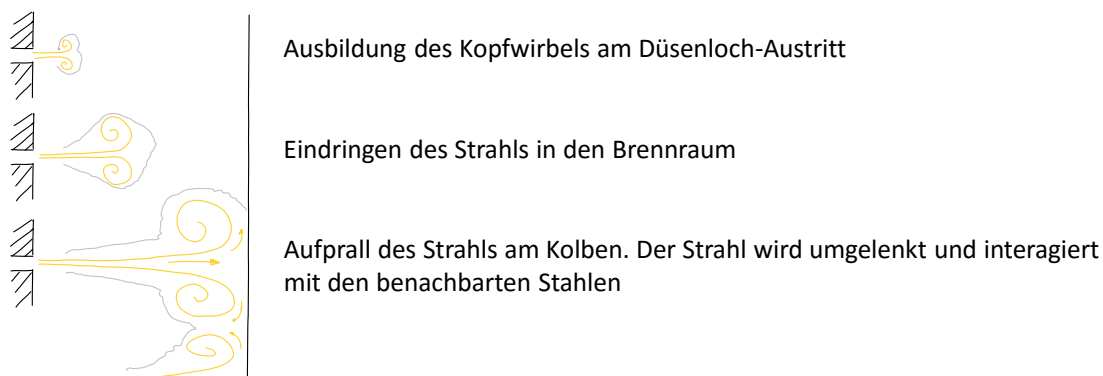 Ausbildung des Kopfwirbels am Düsenloch-Austritt
Eindringen des Strahls in den Brennraum
Aufprall des Strahls am Kolben. Der Strahl wird umgelenkt und interagiert
mit den benachbarten Stahlen